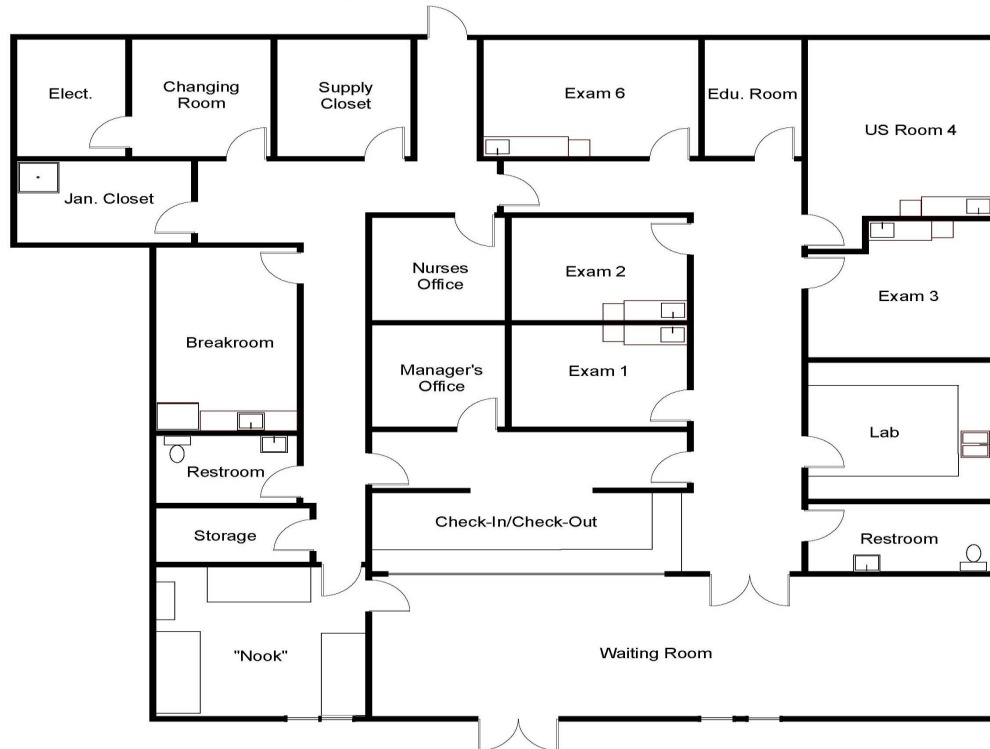 Elect.
Changing
Room
Supply
Closet
Exam 6
Edu. Room
US Room 4
Jan. Closet
Nurses
Office
Exam 2
Exam 3
Breakroom
Manager's
Office
Exam 1
Lab
Restroom
Storage
Check-In/Check-Out
Restroom
"Nook"
Waiting Room